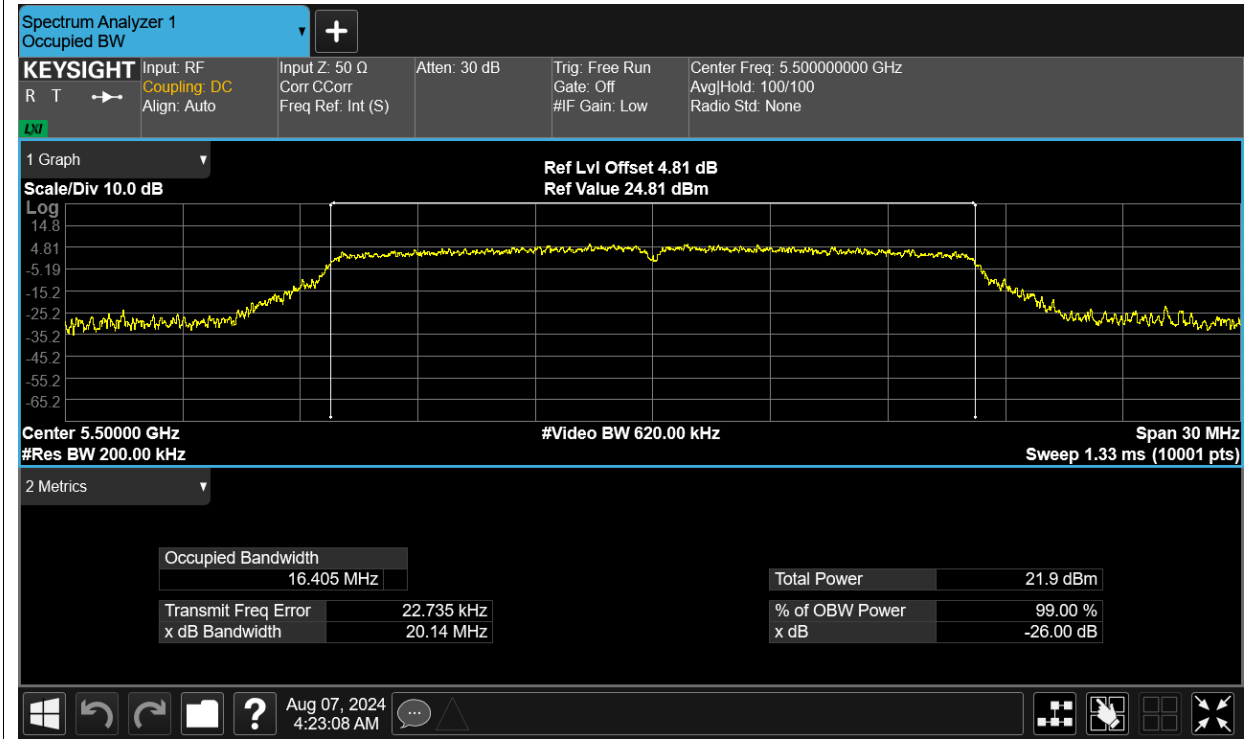 Spectrum Analyzer 1
Occupied BW
KEYSIGHT
R T
LXI
Input: RF
Coupling: DC
Align: Auto
Input Z: 50 Ω
Corr CCorr
Freq Ref: Int (S)
Atten: 30 dB
Trig: Free Run
Gate: Off
#IF Gain: Low
Center Freq: 5.500000000 GHz
Avg|Hold: 100/100
Radio Std: None
1 Graph
Scale/Div 10.0 dB
Ref Lvl Offset 4.81 dB
Ref Value 24.81 dBm
Log
14.8
4.81
-5.19
-15.2
-25.2
-35.2
-45.2
-55.2
-65.2
Center 5.50000 GHz
#Video BW 620.00 kHz
Span 30 MHz
#Res BW 200.00 kHz
Sweep 1.33 ms (10001 pts)
2 Metrics
Occupied Bandwidth
16.405 MHz
Transmit Freq Error 22.735 kHz
x dB Bandwidth 20.14 MHz
Total Power 21.9 dBm
% of OBW Power 99.00 %
x dB -26.00 dB
?
Aug 07, 2024
4:23:08 AM